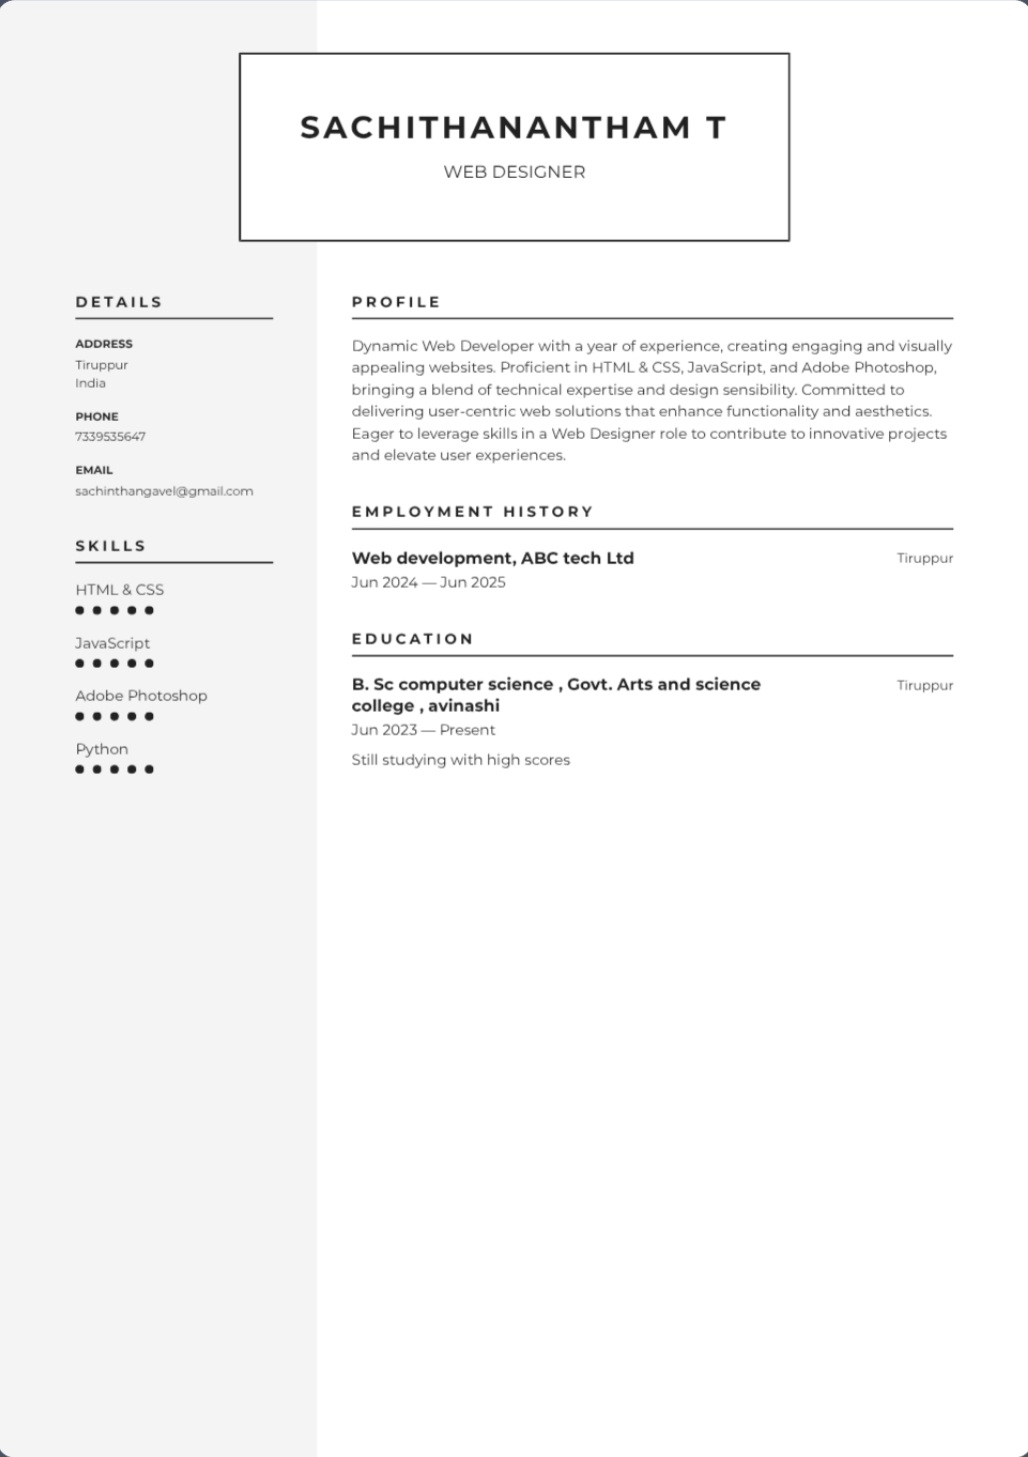 SACHITHANANTHAM T
WEB DESIGNER
DETAILS
ADDRESS
Tiruppur
India
PHONE
7339535647
EMAIL
sachinthangavel@gmail.com
SKILLS
HTML & CSS
JavaScript
Adobe Photoshop
Python
PROFILE
Dynamic Web Developer with a year of experience, creating engaging and visually
appealing websites. Proficient in HTML & CSS, JavaScript, and Adobe Photoshop,
bringing a blend of technical expertise and design sensibility. Committed to
delivering user-centric web solutions that enhance functionality and aesthetics.
Eager to leverage skills in a Web Designer role to contribute to innovative projects
and elevate user experiences.
EMPLOYMENT HISTORY
Web development, ABC tech Ltd Tiruppur
Jun 2024 — Jun 2025
EDUCATION
B. Sc computer science , Govt. Arts and science Tiruppur
college , avinashi
Jun 2023 — Present
Still studying with high scores